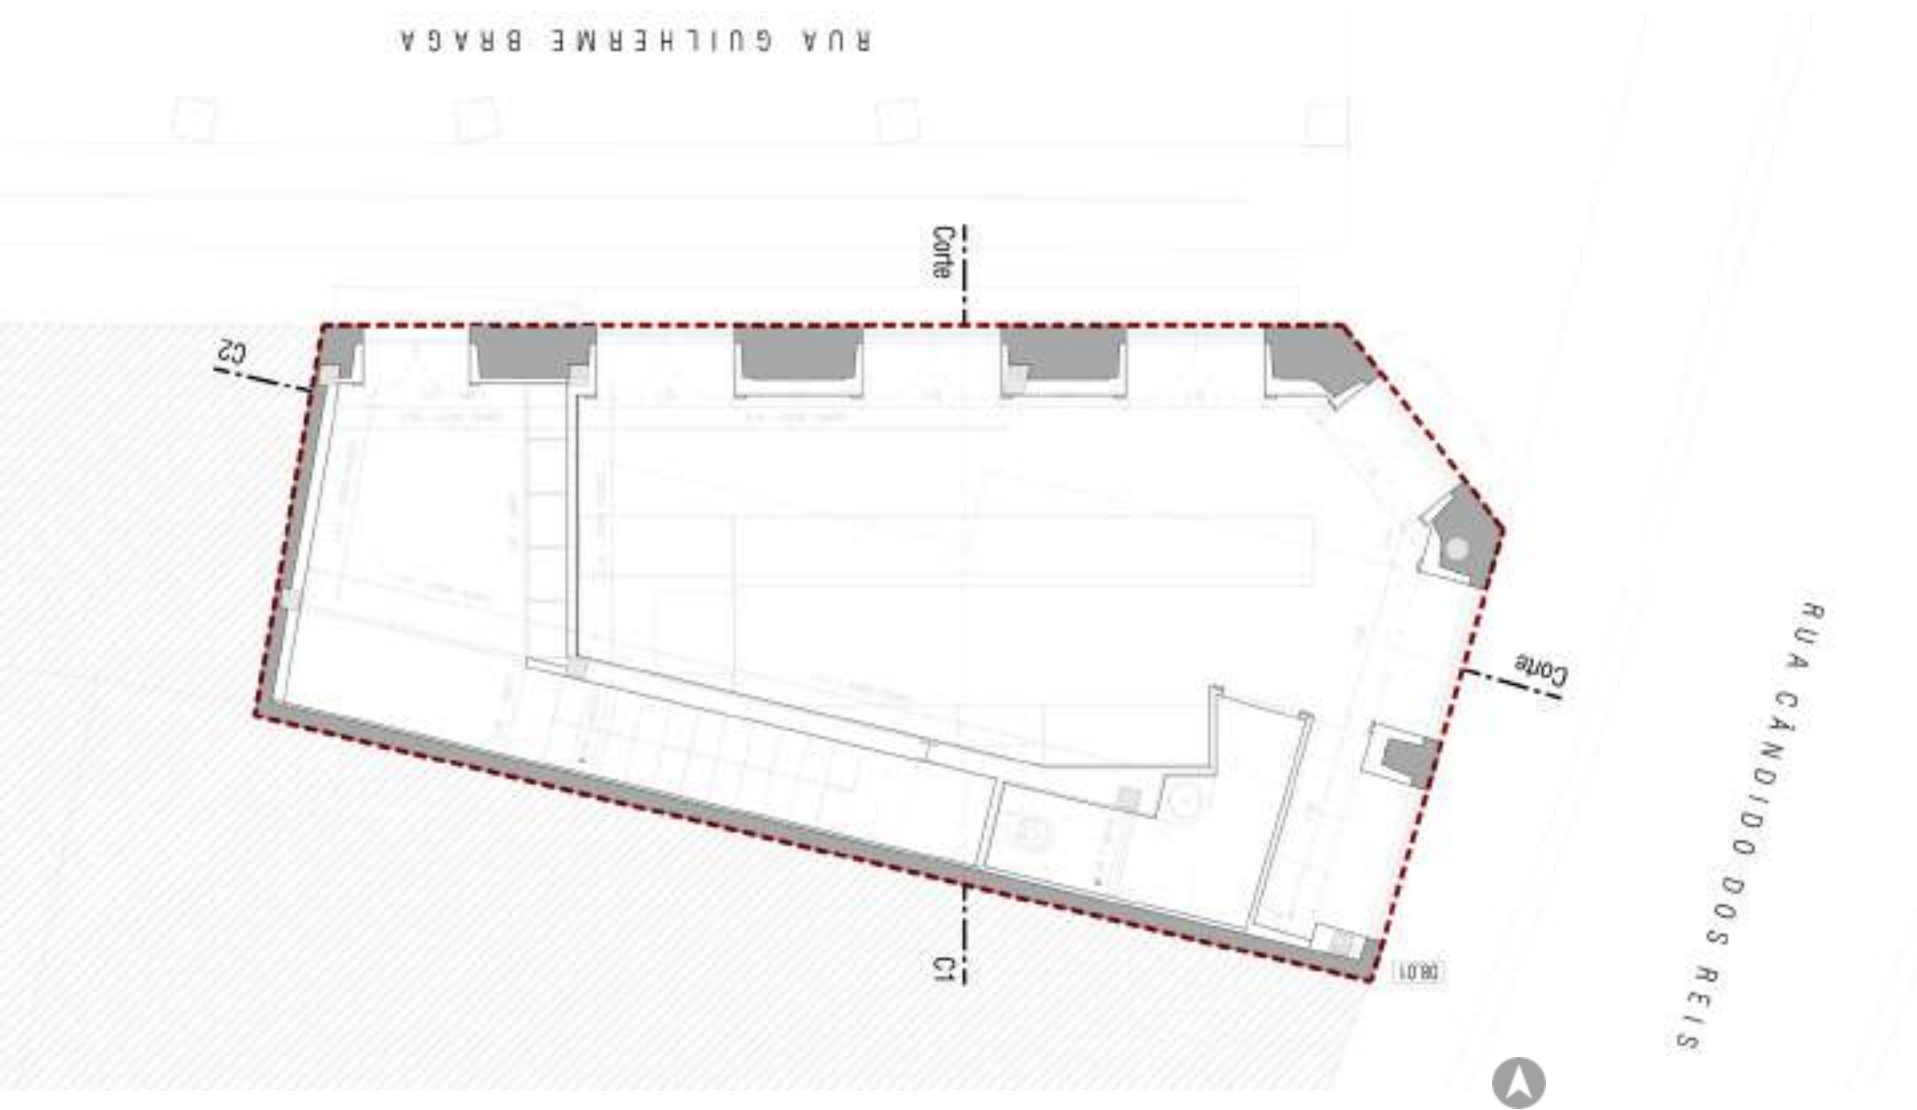 RUA GUILHERME BRAGA
Corte
C2
Corte
RUA CÂNDIDO DOS REIS
C1
08.01